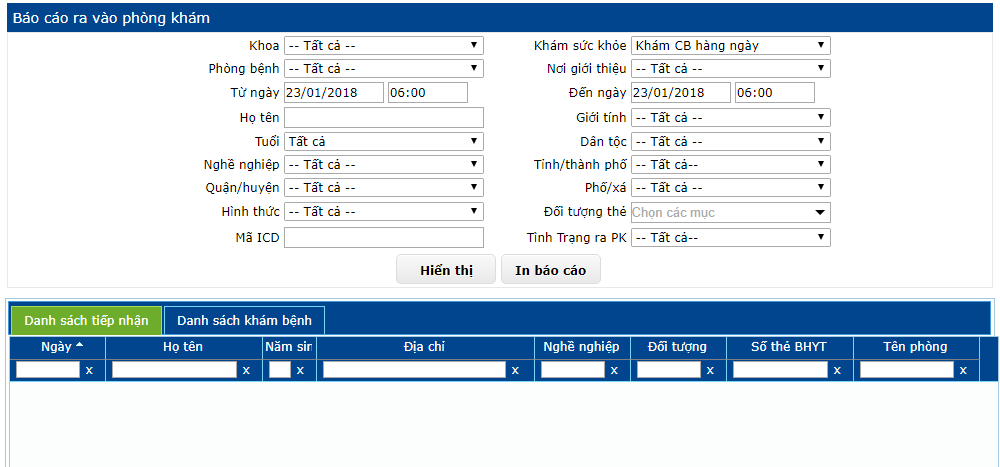 Báo cáo ra vào phòng khám
Khoa -- Tất cả -- Khám sức khỏe Khám CB hàng ngày
Phòng bệnh -- Tất cả -- Nơi giới thiệu -- Tất cả --
Từ ngày 23/01/2018 06:00 Đến ngày 23/01/2018 06:00
Họ tên Giới tính -- Tất cả --
Tuổi Tất cả Dân tộc -- Tất cả --
Nghề nghiệp -- Tất cả -- Tỉnh/thành phố -- Tất cả--
Quận/huyện -- Tất cả -- Phố/xá -- Tất cả --
Hình thức -- Tất cả -- Đối tượng thẻ Chọn các mục
Mã ICD Tình Trạng ra PK -- Tất cả--
Hiển thị In báo cáo
Danh sách tiếp nhận Danh sách khám bệnh
Ngày Họ tên Năm sin Địa chỉ Nghề nghiệp Đối tượng Số thẻ BHYT Tên phòng
x x x x x x x x